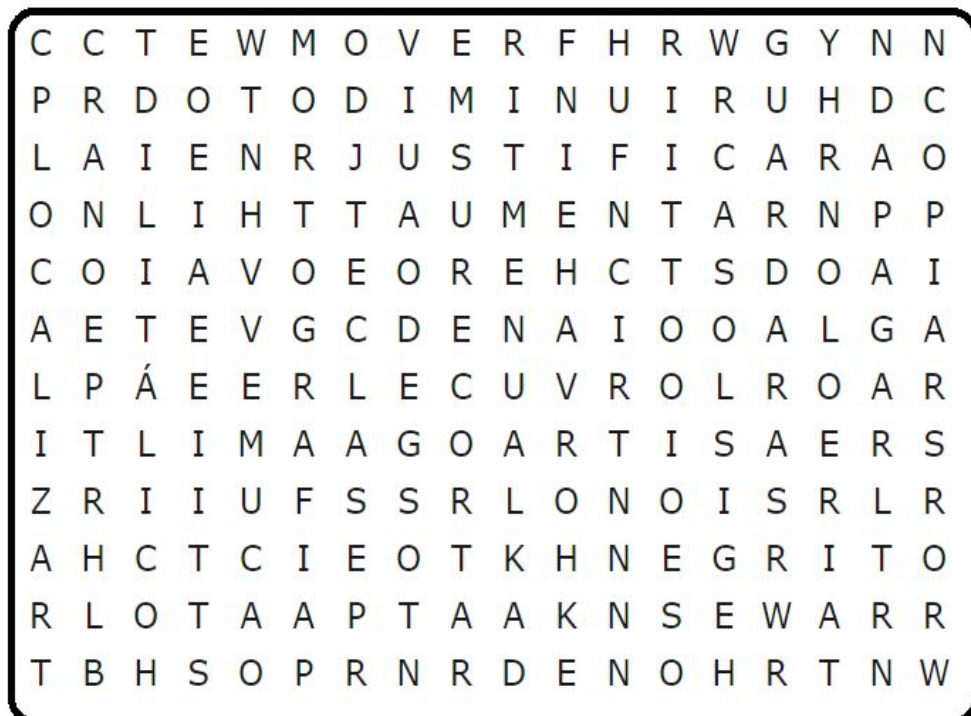 C C T E W M O V E R F H R W G Y N N
P R D O T O D I M I N U I R U H D C
L A I E N R J U S T I F I C A R A O
O N L I H T T A U M E N T A R N P P
C O I A V O E O R E H C T S D O A I
A E T E V G C D E N A I O O A L G A
L P Á E E R L E C U V R O L R O A R
I T L I M A A G O A R T I S A E R S
Z R I I U F S S R L O N O I S R L R
A H C T C I E O T K H N E G R I T O
R L O T A A P T A A K N S E W A R R
T B H S O P R N R D E N O H R T N W